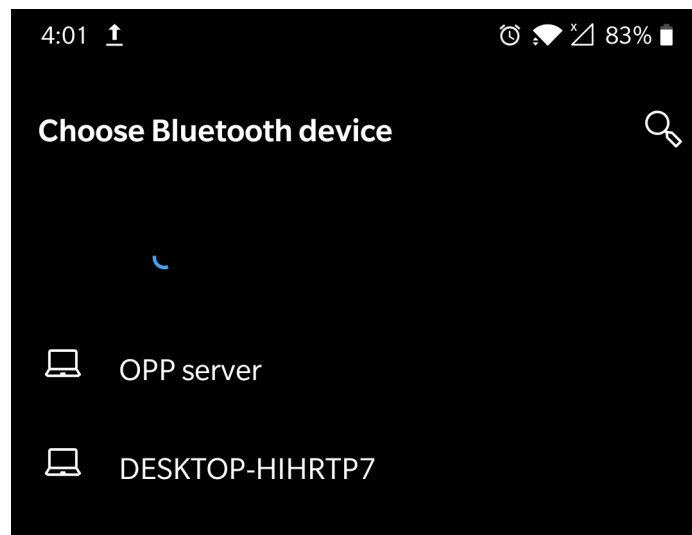 4:01 x 83%
Choose Bluetooth device
OPP server
DESKTOP-HIHRTP7